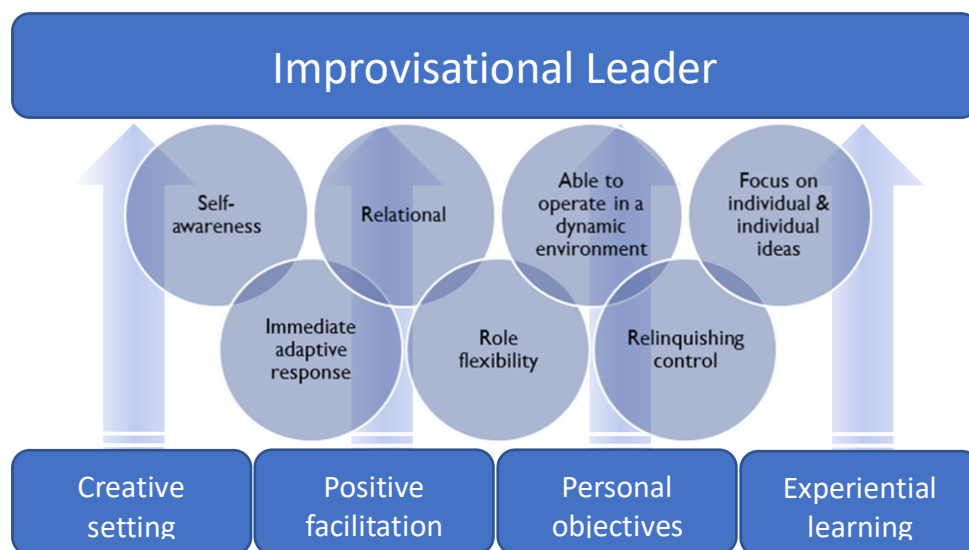 Improvisational Leader
Self-
awareness
Relational
Able to
operate in a
dynamic
environment
Focus on
individual &
individual
ideas
Immediate
adaptive
response
Role
flexibility
Relinquishing
control
Creative
setting
Positive
facilitation
Personal
objectives
Experiential
learning